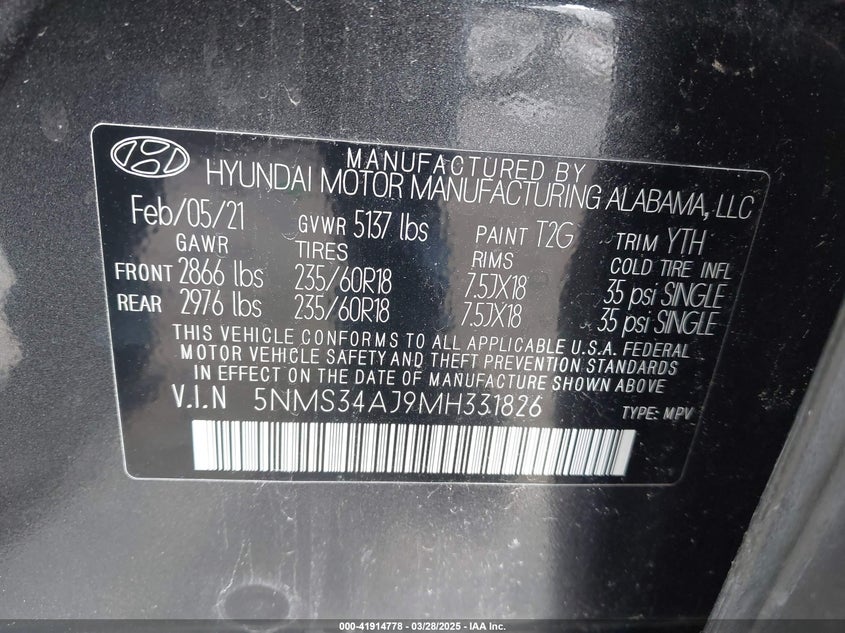 MANUFACTURED BY
HYUNDAI MOTOR MANUFACTURING ALABAMA, LLC
Feb/05/21 GVWR 5137 lbs PAINT T2G TRIM YTH
GAWR TIRES RIMS COLD TIRE INFL
FRONT 2866 lbs 235/60R18 7.5JX18 35 psi SINGLE
REAR 2976 lbs 235/60R18 7.5JX18 35 psi SINGLE
THIS VEHICLE CONFORMS TO ALL APPLICABLE U.S.A. FEDERAL
MOTOR VEHICLE SAFETY AND THEFT PREVENTION STANDARDS
IN EFFECT ON THE DATE OF MANUFACTURE SHOWN ABOVE
V.I.N 5NMS34AJ9MH331826 TYPE: MPV
000-41914778 - 03/28/2025 - IAA Inc.